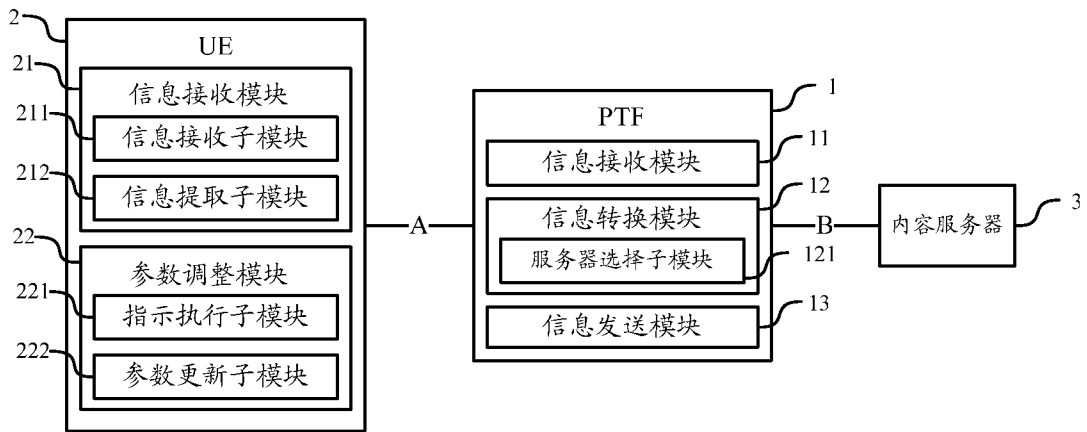 2
UE
21
信息接收模块
211
信息接收子模块
212
信息提取子模块
22
参数调整模块
221
指示执行子模块
222
参数更新子模块
A
1
PTF
11
信息接收模块
12
信息转换模块
121
服务器选择子模块
13
信息发送模块
B
3
内容服务器